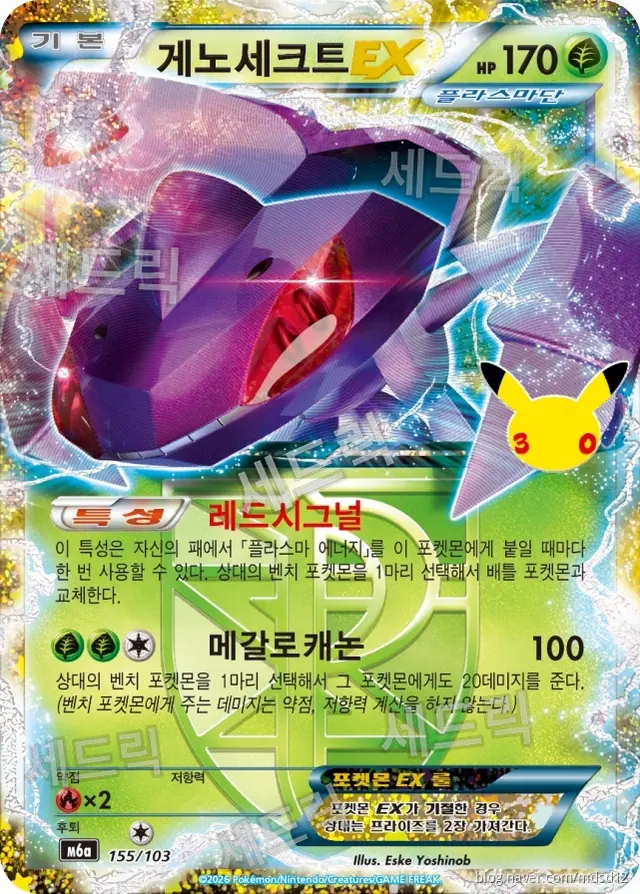 기본 게노세크트EX HP 170
플라스마단
세드릭
세드릭
3 0
세드릭
특성 레드시그널
이 특성은 자신의 패에서 「플라스마 에너지」를 이 포켓몬에게 붙일 때마다
한 번 사용할 수 있다. 상대의 벤치 포켓몬을 1마리 선택해서 배틀 포켓몬과
교체한다.
메갈로캐논 100
상대의 벤치 포켓몬을 1마리 선택해서 그 포켓몬에게도 20데미지를 준다.
(벤치 포켓몬에게 주는 데미지는 약점, 저항력 계산을 하지 않는다.)
세드릭
세드릭
약점 저항력
×2
포켓몬 EX 룰
포켓몬 EX가 기절한 경우
상대는 프라이즈를 2장 가져간다.
후퇴
세드릭
M6a 155/103
Illus. Eske Yoshinob
©2026 Pokémon/Nintendo/Creatures/GAME FREAK.
blog.naver.com/mdsd12